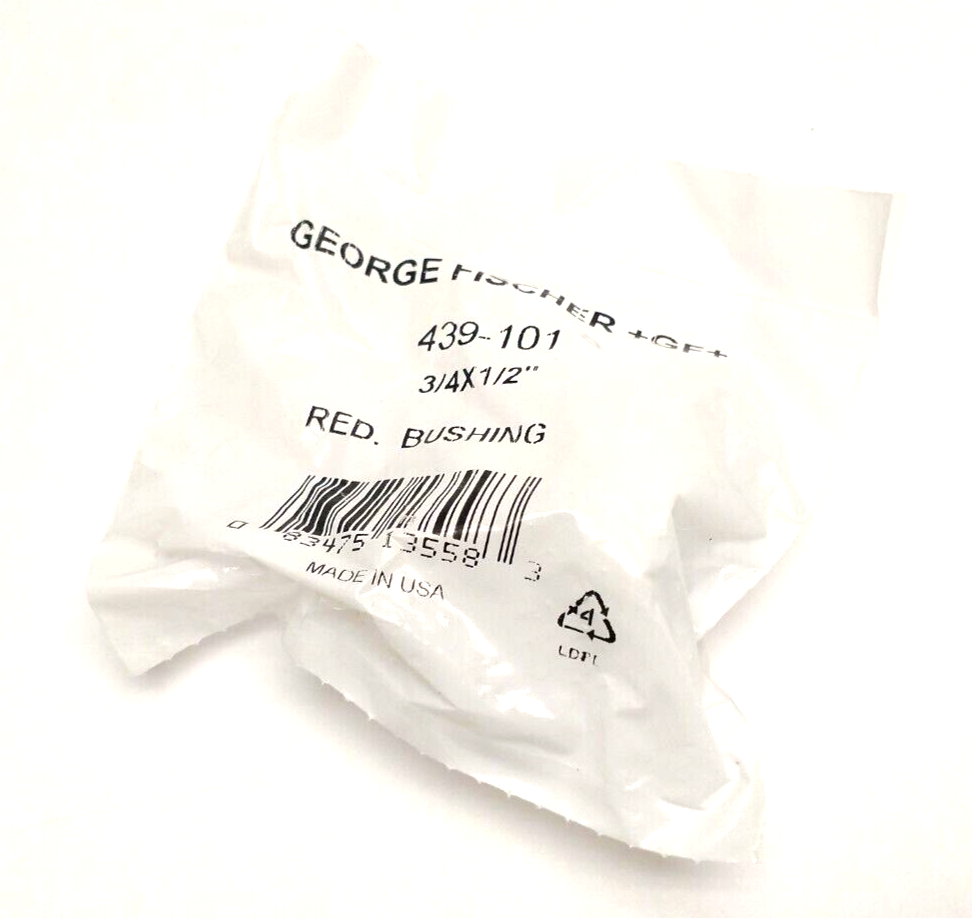 GEORGE FISCHER +GF+
439-101
3/4X1/2"
RED. BUSHING
0 83475 13558 3
MADE IN USA
4
LDPE